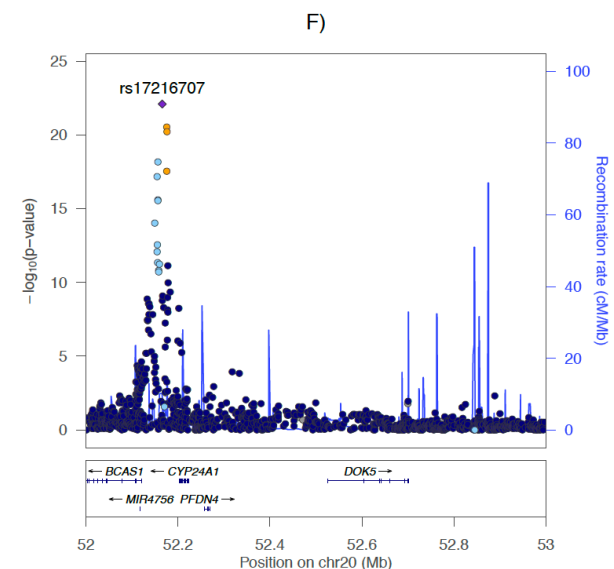 F)
rs17216707
25
20
15
10
5
0
−log10(p−value)
100
80
60
40
20
0
Recombination rate (cM/Mb)
← BCAS1
← CYP24A1
DOK5 →
← MIR4756
PFDN4 →
52
52.2
52.4
52.6
52.8
53
Position on chr20 (Mb)